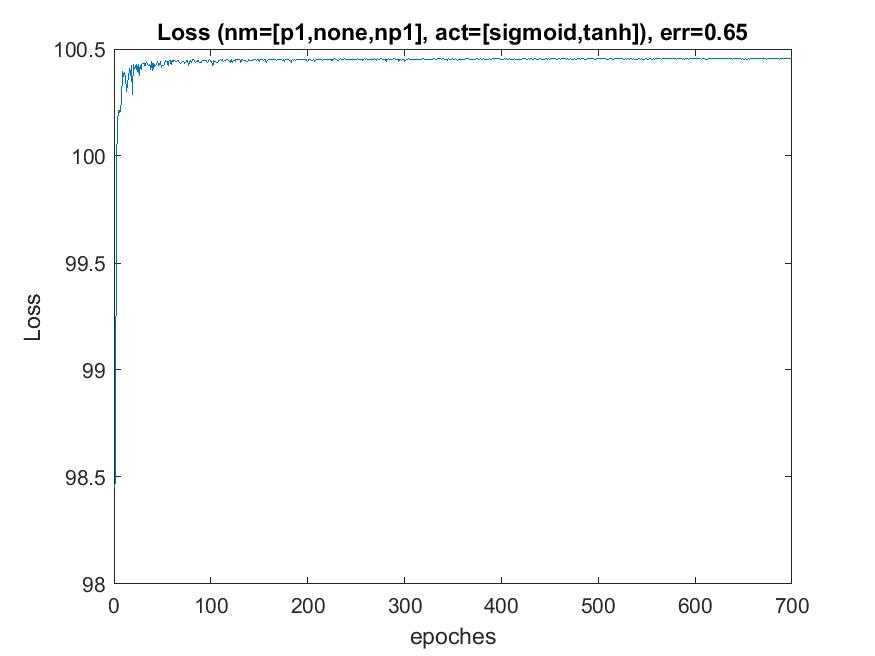 Loss (nm=[p1,none,np1], act=[sigmoid,tanh]), err=0.65
100.5
100
99.5
99
98.5
98
Loss
0 100 200 300 400 500 600 700
epoches